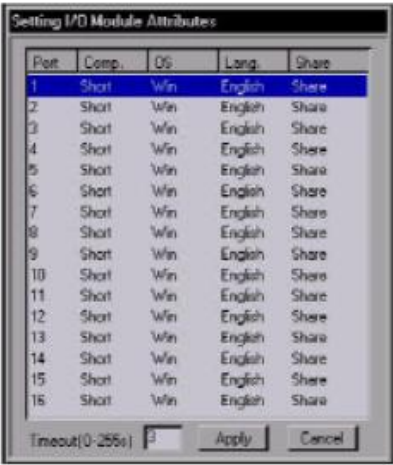 Setting I/O Module Attributes
Port Comp. OS Lang. Share
1 Short Win English Share
2 Short Win English Share
3 Short Win English Share
4 Short Win English Share
5 Short Win English Share
6 Short Win English Share
7 Short Win English Share
8 Short Win English Share
9 Short Win English Share
10 Short Win English Share
11 Short Win English Share
12 Short Win English Share
13 Short Win English Share
14 Short Win English Share
15 Short Win English Share
16 Short Win English Share
Timeout(0-255s) 3 Apply Cancel